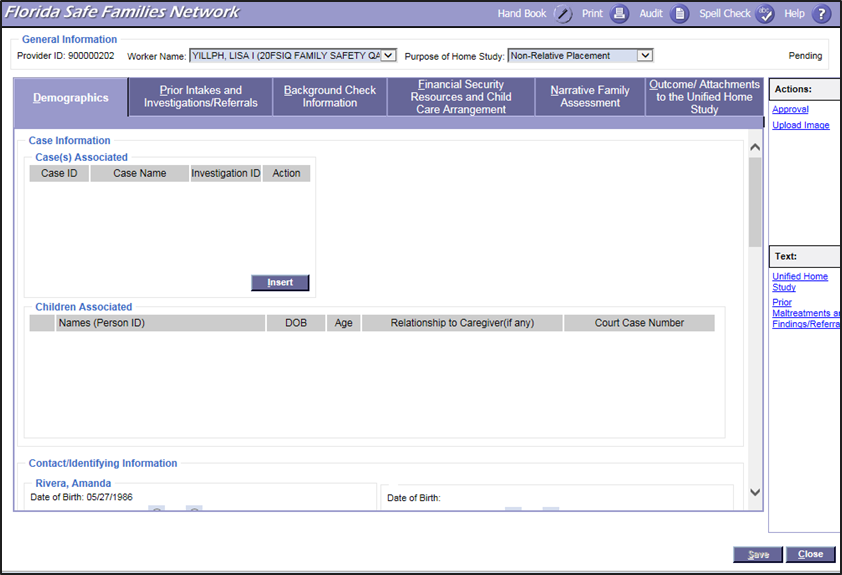 Florida Safe Families Network
Hand Book Print Audit Spell Check Help ?
General Information
Provider ID: 900000202 Worker Name: YILLPH, LISA I (20FSIQ FAMILY SAFETY QA Purpose of Home Study: Non-Relative Placement Pending
Demographics
Prior Intakes and
Investigations/Referrals
Background Check
Information
Financial Security
Resources and Child
Care Arrangement
Narrative Family
Assessment
Outcome/ Attachments
to the Unified Home
Study
Actions:
Approval
Upload Image
Case Information
Case(s) Associated
Case ID Case Name Investigation ID Action
Insert
Children Associated
Names (Person ID) DOB Age Relationship to Caregiver(if any) Court Case Number
Text:
Unified Home
Study
Prior
Maltreatments
Findings/Referra
Contact/Identifying Information
Rivera, Amanda
Date of Birth: 05/27/1986
Date of Birth:
Save Close